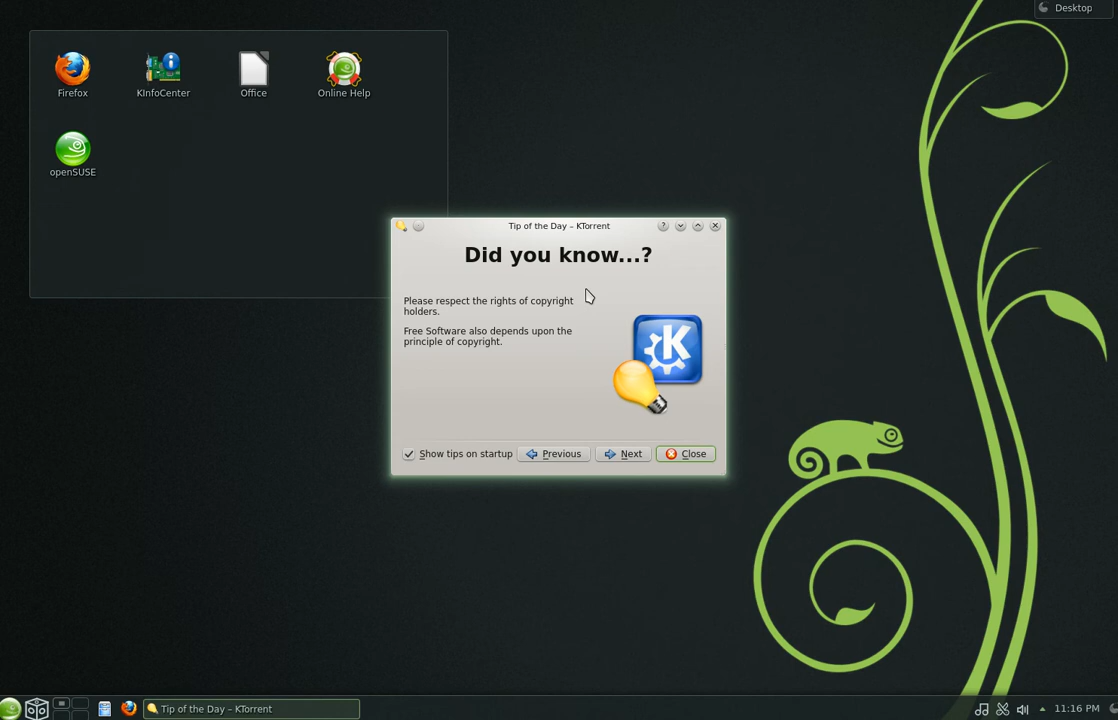 Desktop
Firefox
KInfoCenter
Office
Online Help
openSUSE
Tip of the Day – KTorrent
Did you know...?
Please respect the rights of copyright
holders.
Free Software also depends upon the
principle of copyright.
Show tips on startup
Previous
Next
Close
Tip of the Day – KTorrent
11:16 PM